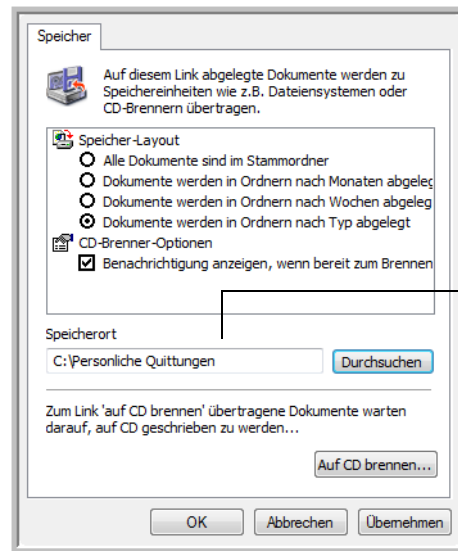 Speicher
Auf diesem Link abgelegte Dokumente werden zu
Speichereinheiten wie z.B. Dateiensystemen oder
CD-Brennern übertragen.
Speicher-Layout
Alle Dokumente sind im Stammordner
Dokumente werden in Ordnern nach Monaten abgeleg
Dokumente werden in Ordnern nach Wochen abgeleg
Dokumente werden in Ordnern nach Typ abgelegt
CD-Brenner-Optionen
Benachrichtigung anzeigen, wenn bereit zum Brennen
Speicherort
C:\Personliche Quittungen
Durchsuchen
Zum Link 'auf CD brennen' übertragene Dokumente warten
darauf, auf CD geschrieben zu werden...
Auf CD brennen...
OK Abbrechen Übernehmen